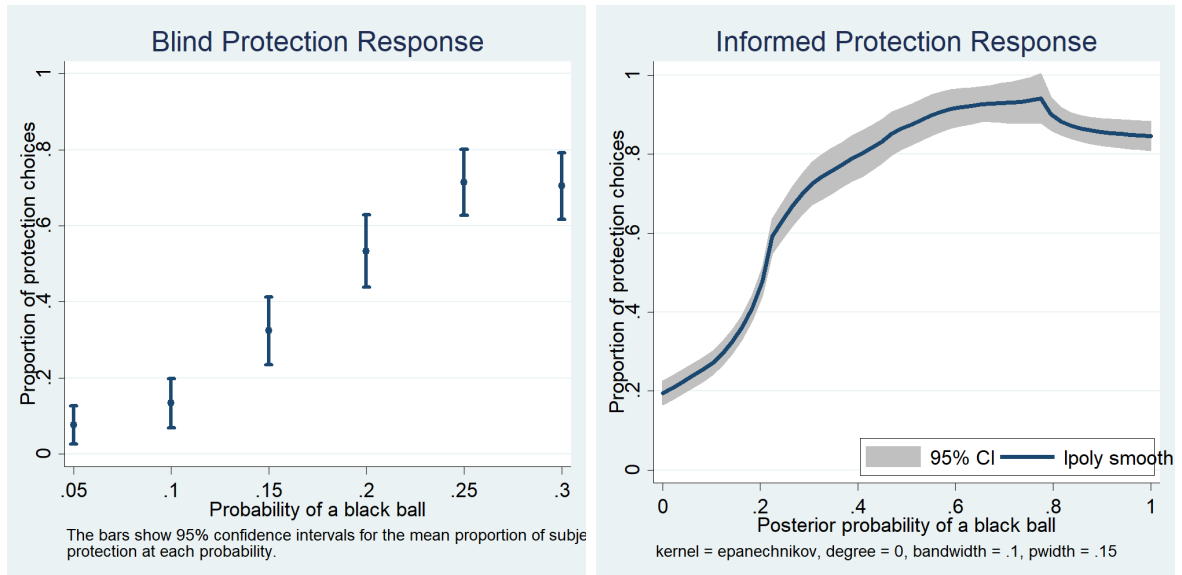 Blind Protection Response
Proportion of protection choices
1
.8
.6
.4
.2
0
.05 .1 .15 .2 .25 .3
Probability of a black ball
The bars show 95% confidence intervals for the mean proportion of subje
protection at each probability.
Informed Protection Response
Proportion of protection choices
1
.8
.6
.4
.2
0
95% CI lpoly smooth
0 .2 .4 .6 .8 1
Posterior probability of a black ball
kernel = epanechnikov, degree = 0, bandwidth = .1, pwidth = .15